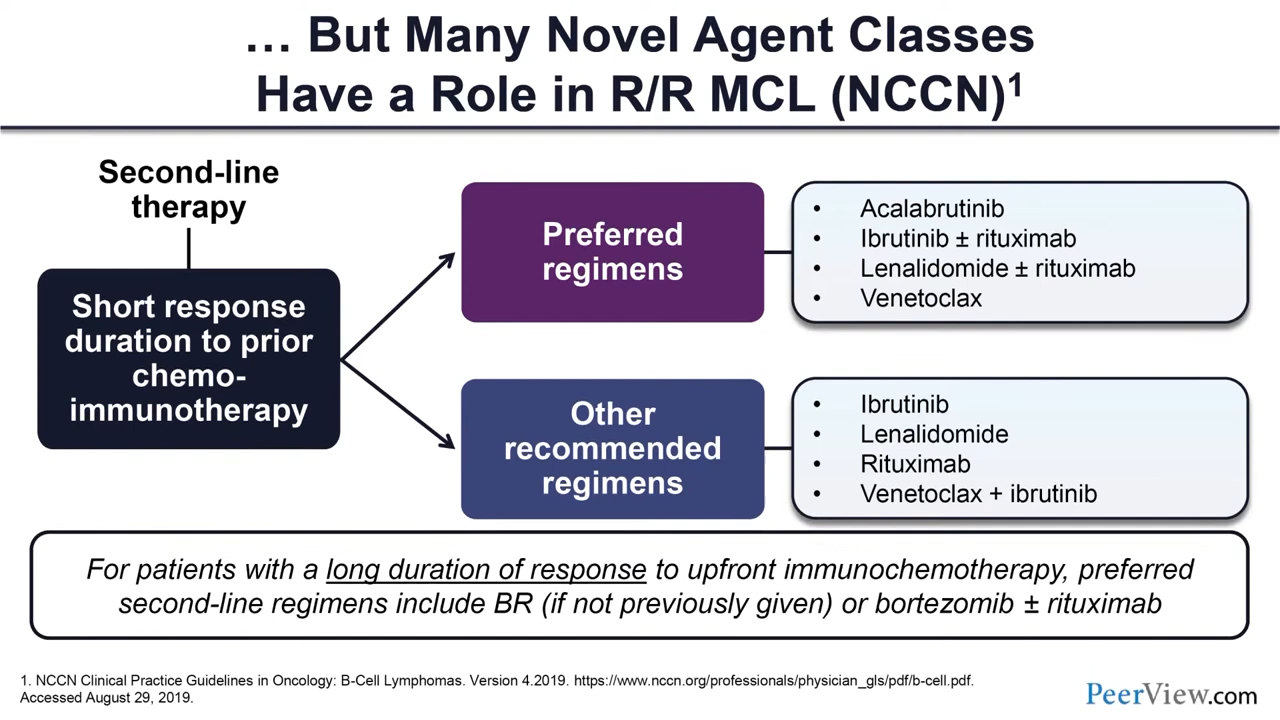 … But Many Novel Agent Classes
Have a Role in R/R MCL (NCCN)1
Second-line
therapy
Short response
duration to prior
chemo-
immunotherapy
Preferred
regimens
• Acalabrutinib
• Ibrutinib ± rituximab
• Lenalidomide ± rituximab
• Venetoclax
Other
recommended
regimens
• Ibrutinib
• Lenalidomide
• Rituximab
• Venetoclax + ibrutinib
For patients with a long duration of response to upfront immunochemotherapy, preferred
second-line regimens include BR (if not previously given) or bortezomib ± rituximab
1. NCCN Clinical Practice Guidelines in Oncology: B-Cell Lymphomas. Version 4.2019. https://www.nccn.org/professionals/physician_gls/pdf/b-cell.pdf.
Accessed August 29, 2019.
PeerView.com